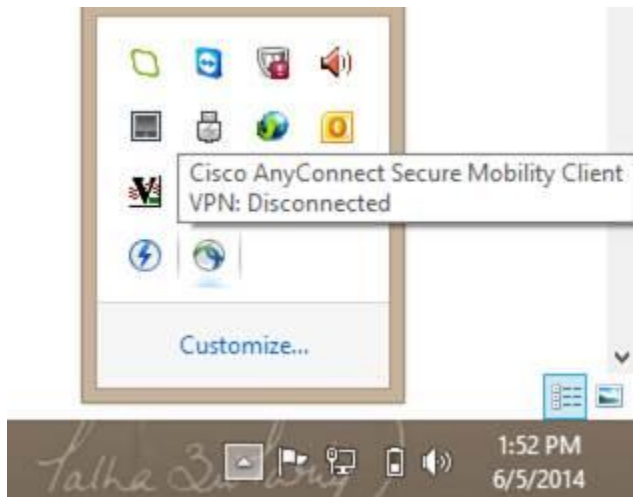 Cisco AnyConnect Secure Mobility Client
VPN: Disconnected
Customize...
1:52 PM
6/5/2014